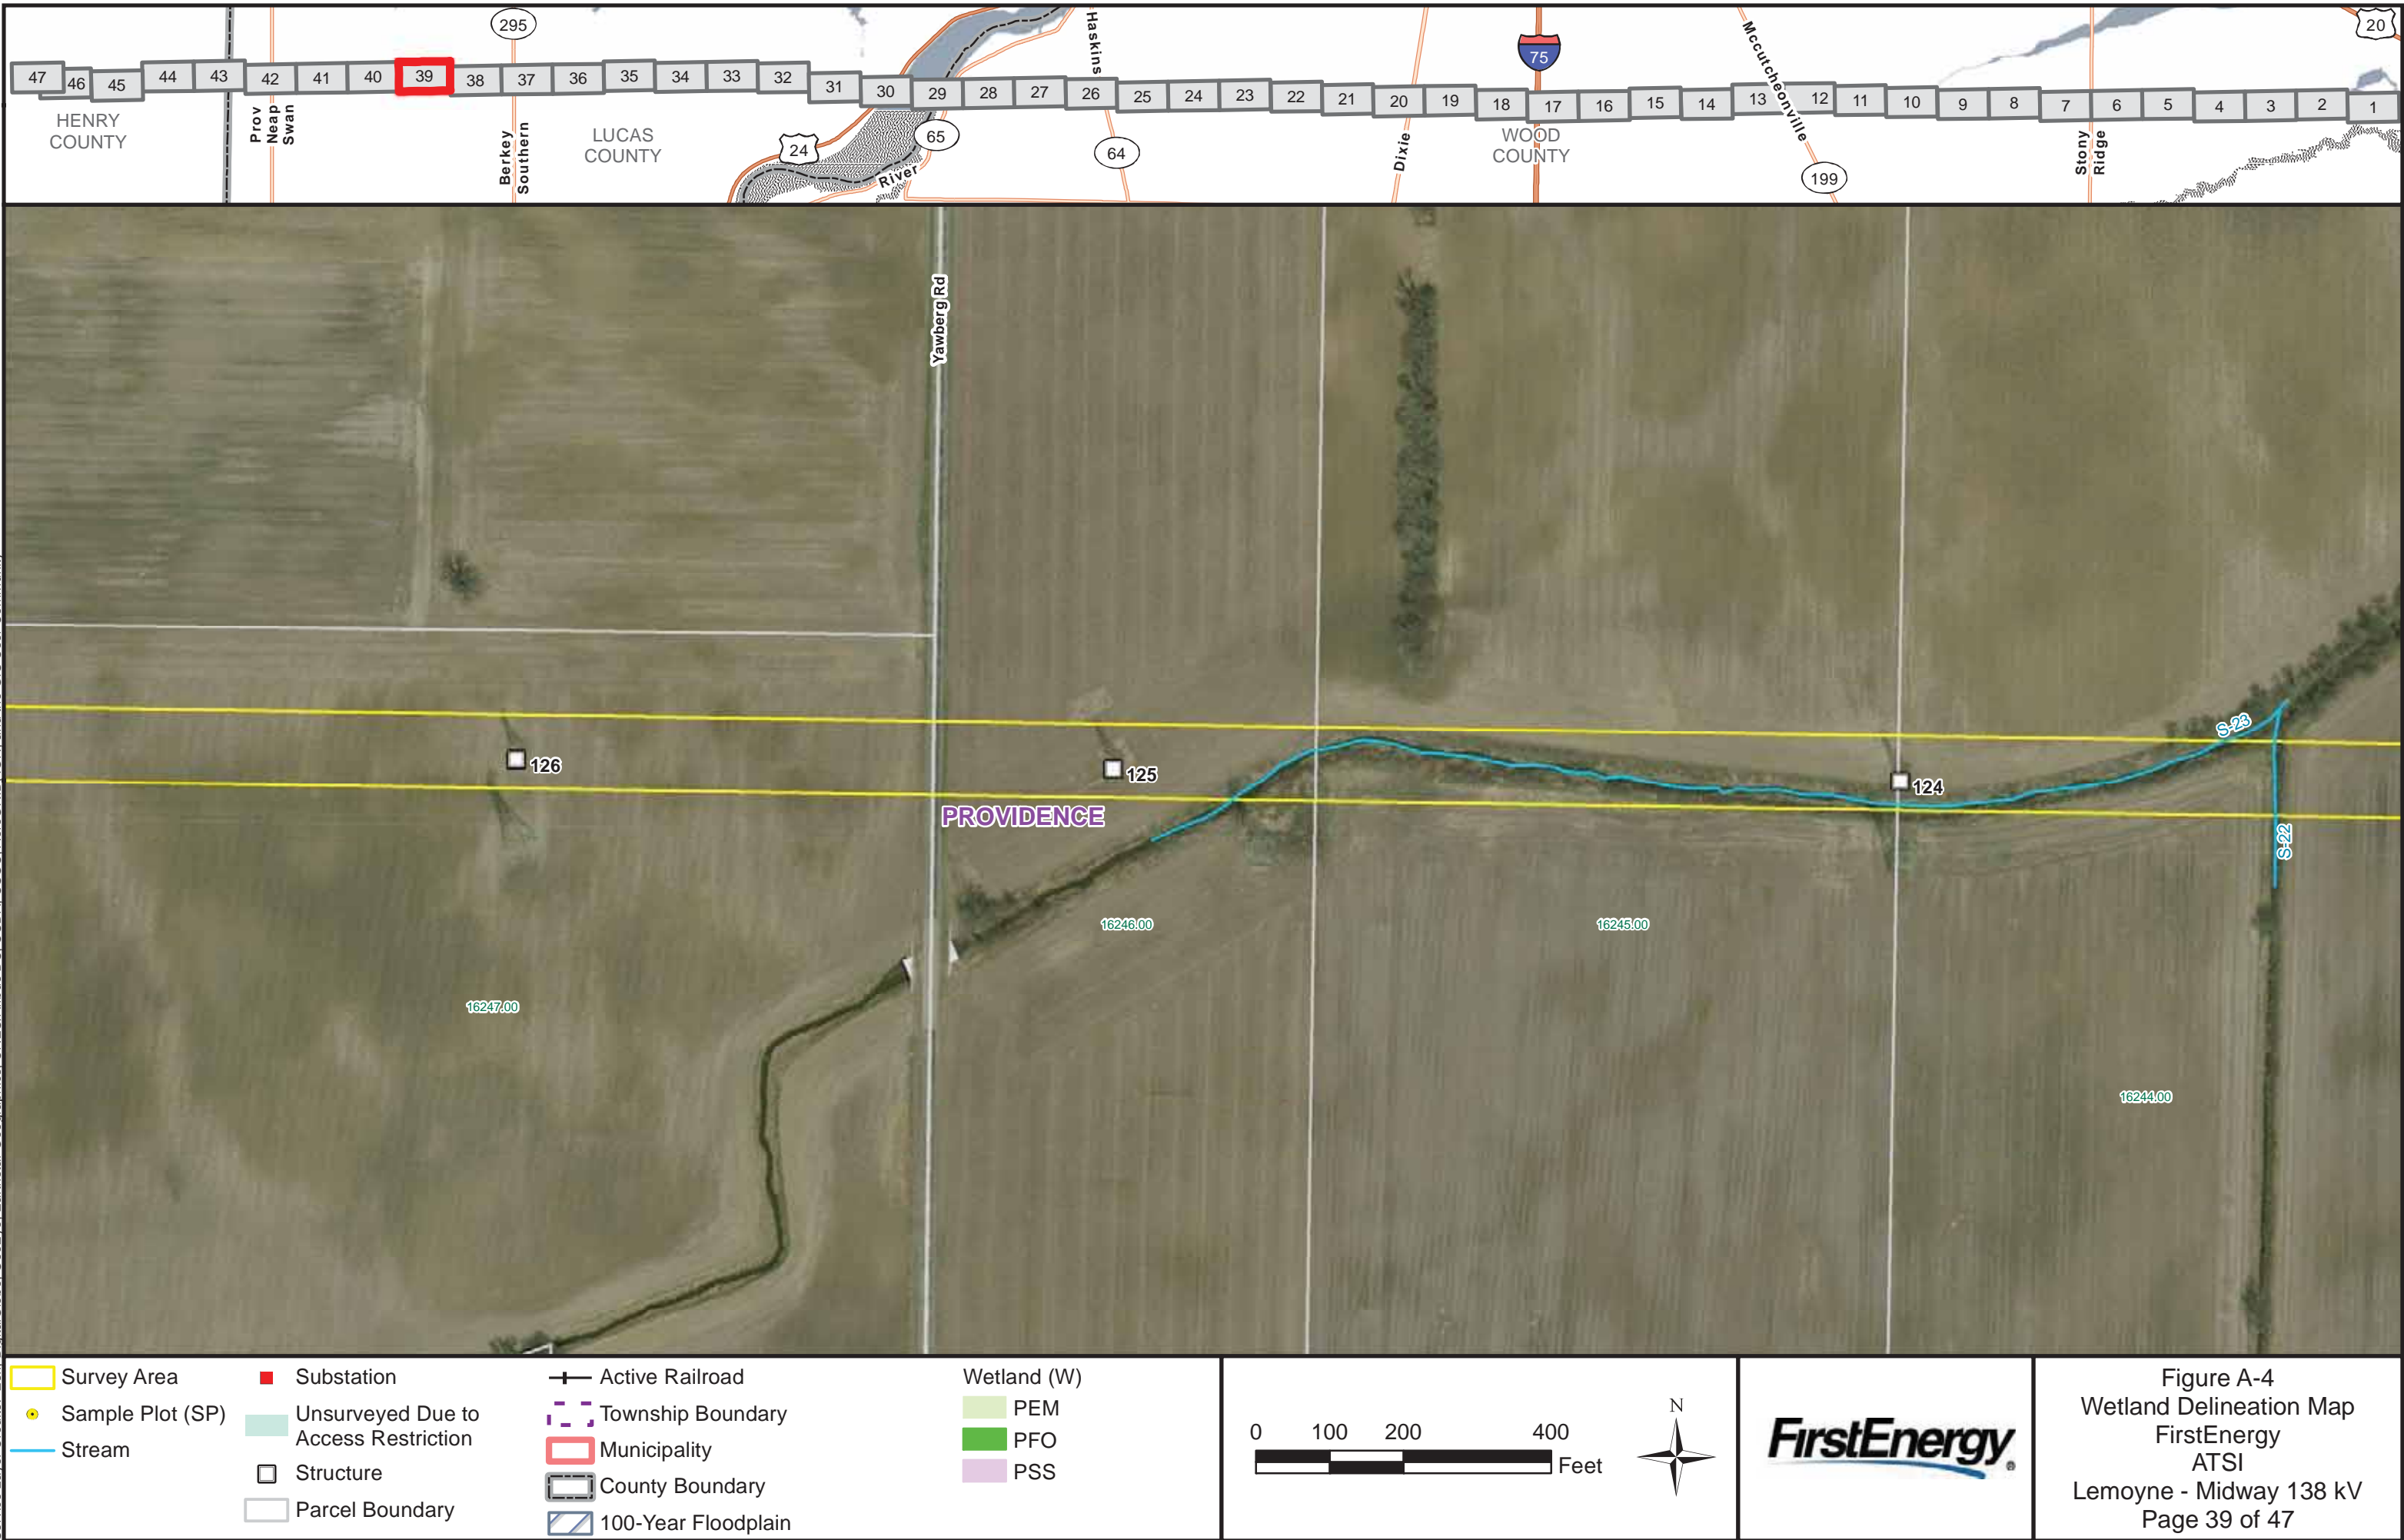 295
Haskins
75
Mccutcheonville
20
47 46 45 44 43 42 41 40 39 38 37 36 35 34 33 32 31 30 29 28 27 26 25 24 23 22 21 20 19 18 17 16 15 14 13 12 11 10 9 8 7 6 5 4 3 2 1
HENRY
COUNTY
Prov
Neap
Swan
Berkey
Southern
LUCAS
COUNTY
24
65
River
64
Dixie
WOOD
COUNTY
199
Stony
Ridge
Yawberg Rd
S-23
126
125
124
PROVIDENCE
S-22
16246.00
16245.00
16247.00
16244.00
Survey Area
Sample Plot (SP)
Stream
Substation
Unsurveyed Due to
Access Restriction
Structure
Parcel Boundary
Active Railroad
Township Boundary
Municipality
County Boundary
100-Year Floodplain
Wetland (W)
PEM
PFO
PSS
0 100 200 400
Feet
N
FirstEnergy®
Figure A-4
Wetland Delineation Map
FirstEnergy
ATSI
Lemoyne - Midway 138 kV
Page 39 of 47